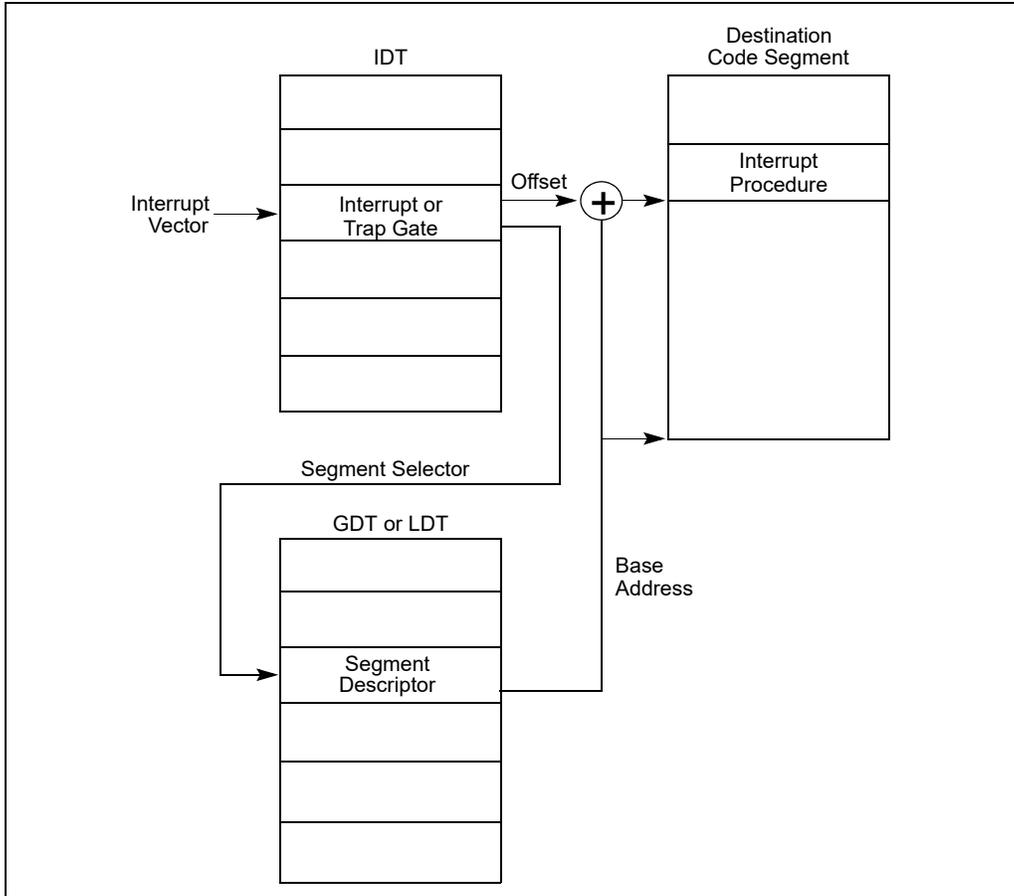 IDT
Destination
Code Segment
Interrupt
Vector
Interrupt or
Trap Gate
Offset
+
Interrupt
Procedure
Segment Selector
GDT or LDT
Base
Address
Segment
Descriptor